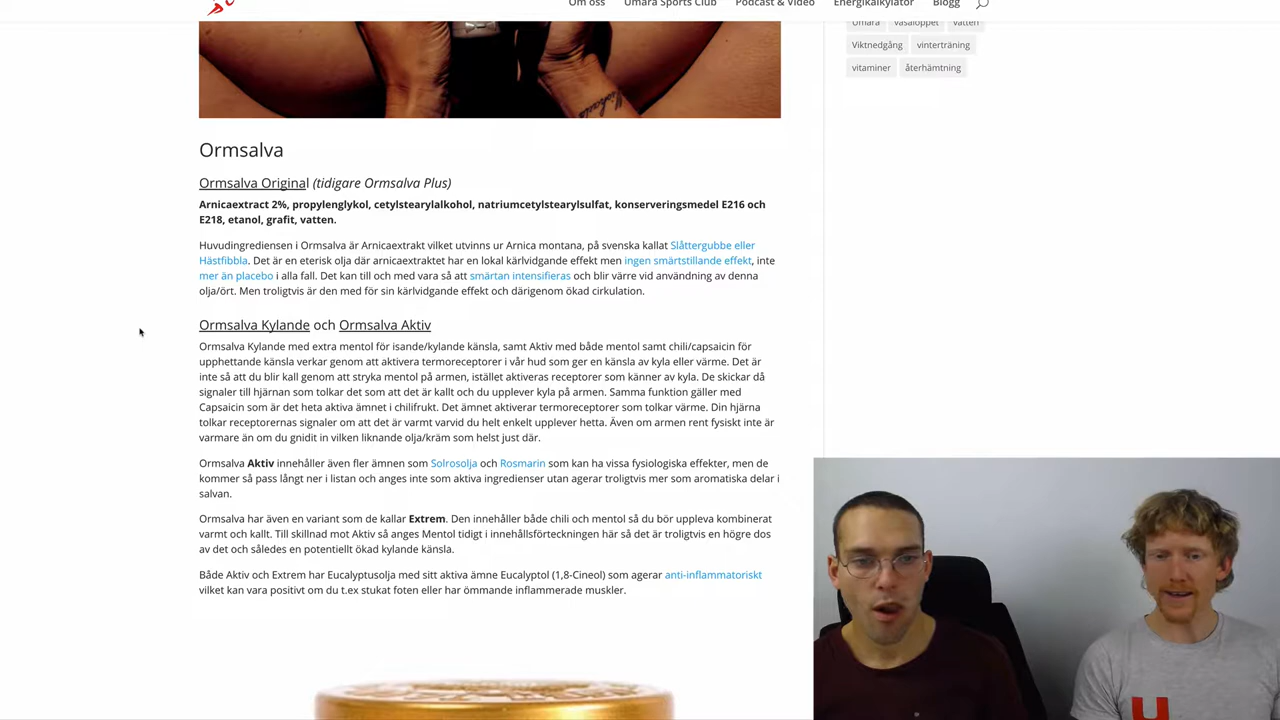 Om oss Umara Sports Club Podcast & Video Energikalkylator Blogg
Umara vasaloppet vatten
Viktnedgång vinterträning
vitaminer återhämtning
Ormsalva
Ormsalva Original (tidigare Ormsalva Plus)
Arnicaextract 2%, propylenglykol, cetylstearylalkohol, natriumcetylstearylsulfat, konserveringsmedel E216 och
E218, etanol, grafit, vatten.
Huvudingrediensen i Ormsalva är Arnicaextrakt vilket utvinns ur Arnica montana, på svenska kallat Slåttergubbe eller
Hästfibbla. Det är en eterisk olja där arnicaextraktet har en lokal kärlvidgande effekt men ingen smärtstillande effekt, inte
mer än placebo i alla fall. Det kan till och med vara så att smärtan intensifieras och blir värre vid användning av denna
olja/ört. Men troligtvis är den med för sin kärlvidgande effekt och därigenom ökad cirkulation.
Ormsalva Kylande och Ormsalva Aktiv
Ormsalva Kylande med extra mentol för isande/kylande känsla, samt Aktiv med både mentol samt chili/capsaicin för
upphettande känsla verkar genom att aktivera termoreceptorer i vår hud som ger en känsla av kyla eller värme. Det är
inte så att du blir kall genom att stryka mentol på armen, istället aktiveras receptorer som känner av kyla. De skickar då
signaler till hjärnan som tolkar det som att det är kallt och du upplever kyla på armen. Samma funktion gäller med
Capsaicin som är det heta aktiva ämnet i chilifrukt. Det ämnet aktiverar termoreceptorer som tolkar värme. Din hjärna
tolkar receptorernas signaler om att det är varmt varvid du helt enkelt upplever hetta. Även om armen rent fysiskt inte är
varmare än om du gnidit in vilken liknande olja/kräm som helst just där.
Ormsalva Aktiv innehåller även fler ämnen som Solrosolja och Rosmarin som kan ha vissa fysiologiska effekter, men de
kommer så pass långt ner i listan och anges inte som aktiva ingredienser utan agerar troligtvis mer som aromatiska delar i
salvan.
Ormsalva har även en variant som de kallar Extrem. Den innehåller både chili och mentol så du bör uppleva kombinerat
varmt och kallt. Till skillnad mot Aktiv så anges Mentol tidigt i innehållsförteckningen här så det är troligtvis en högre dos
av det och således en potentiellt ökad kylande känsla.
Både Aktiv och Extrem har Eucalyptusolja med sitt aktiva ämne Eucalyptol (1,8-Cineol) som agerar anti-inflammatoriskt
vilket kan vara positivt om du t.ex stukat foten eller har ömmande inflammerade muskler.